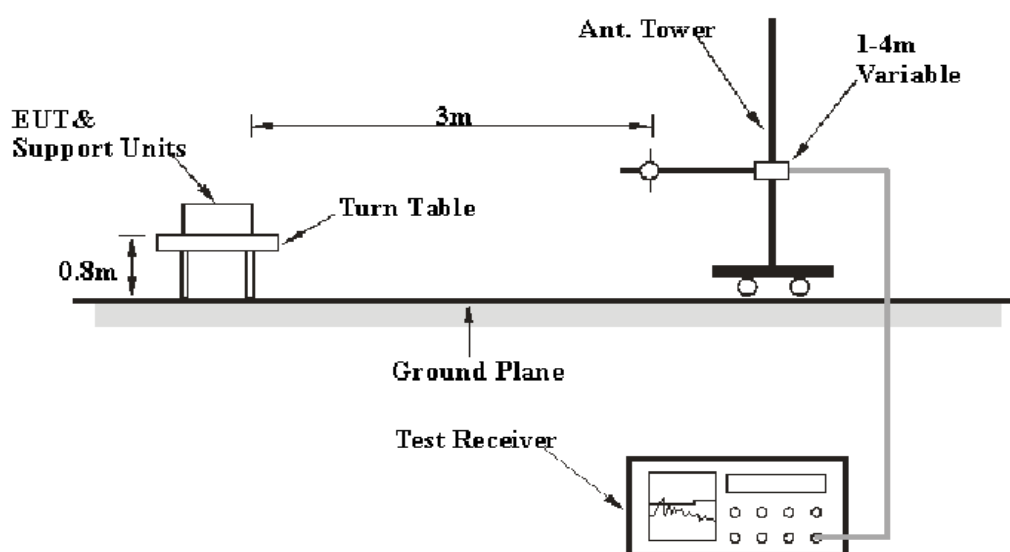 Ant. Tower
1-4m
Variable
3m
EUT&
Support Units
Turn Table
0.8m
Ground Plane
Test Receiver